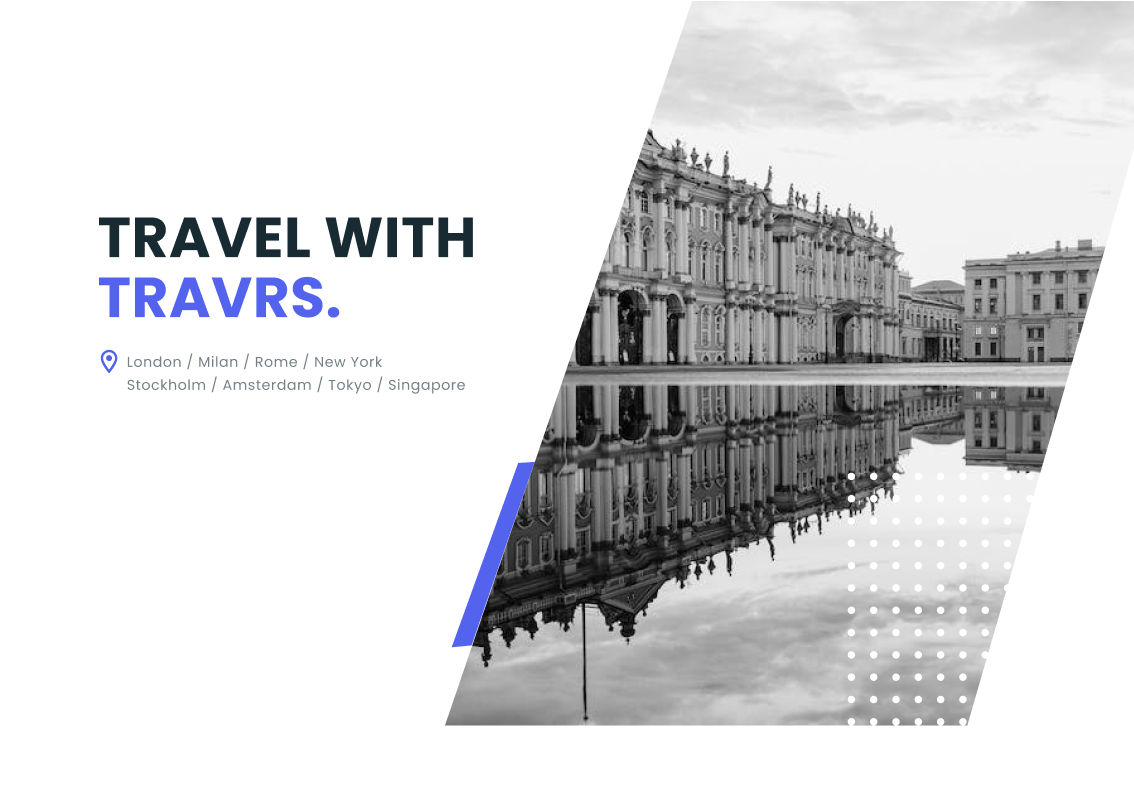 TRAVEL WITH
TRAVRS.
London / Milan / Rome / New York
Stockholm / Amsterdam / Tokyo / Singapore